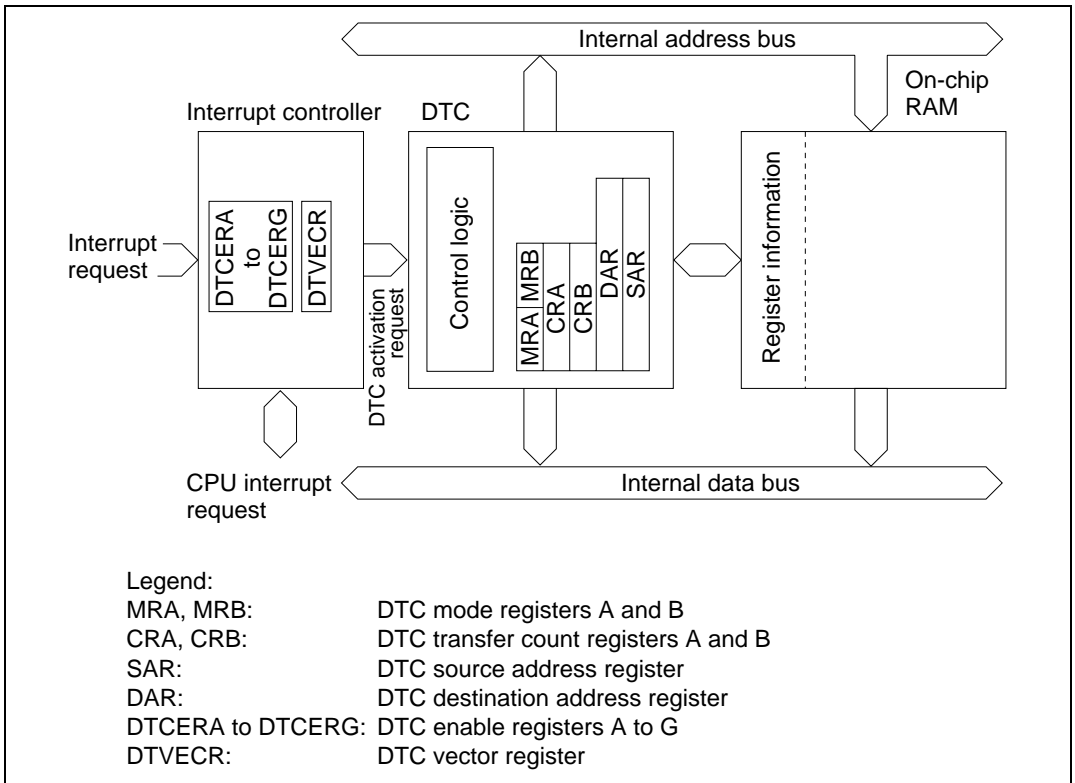 Internal address bus
On-chip
RAM
Interrupt controller
DTC
Interrupt
request
DTCERA
to
DTCERG
DTVECR
DTC activation
request
Control logic
MRA MRB
CRA
CRB
DAR
SAR
Register information
CPU interrupt
request
Internal data bus
Legend:
MRA, MRB: DTC mode registers A and B
CRA, CRB: DTC transfer count registers A and B
SAR: DTC source address register
DAR: DTC destination address register
DTCERA to DTCERG: DTC enable registers A to G
DTVECR: DTC vector register